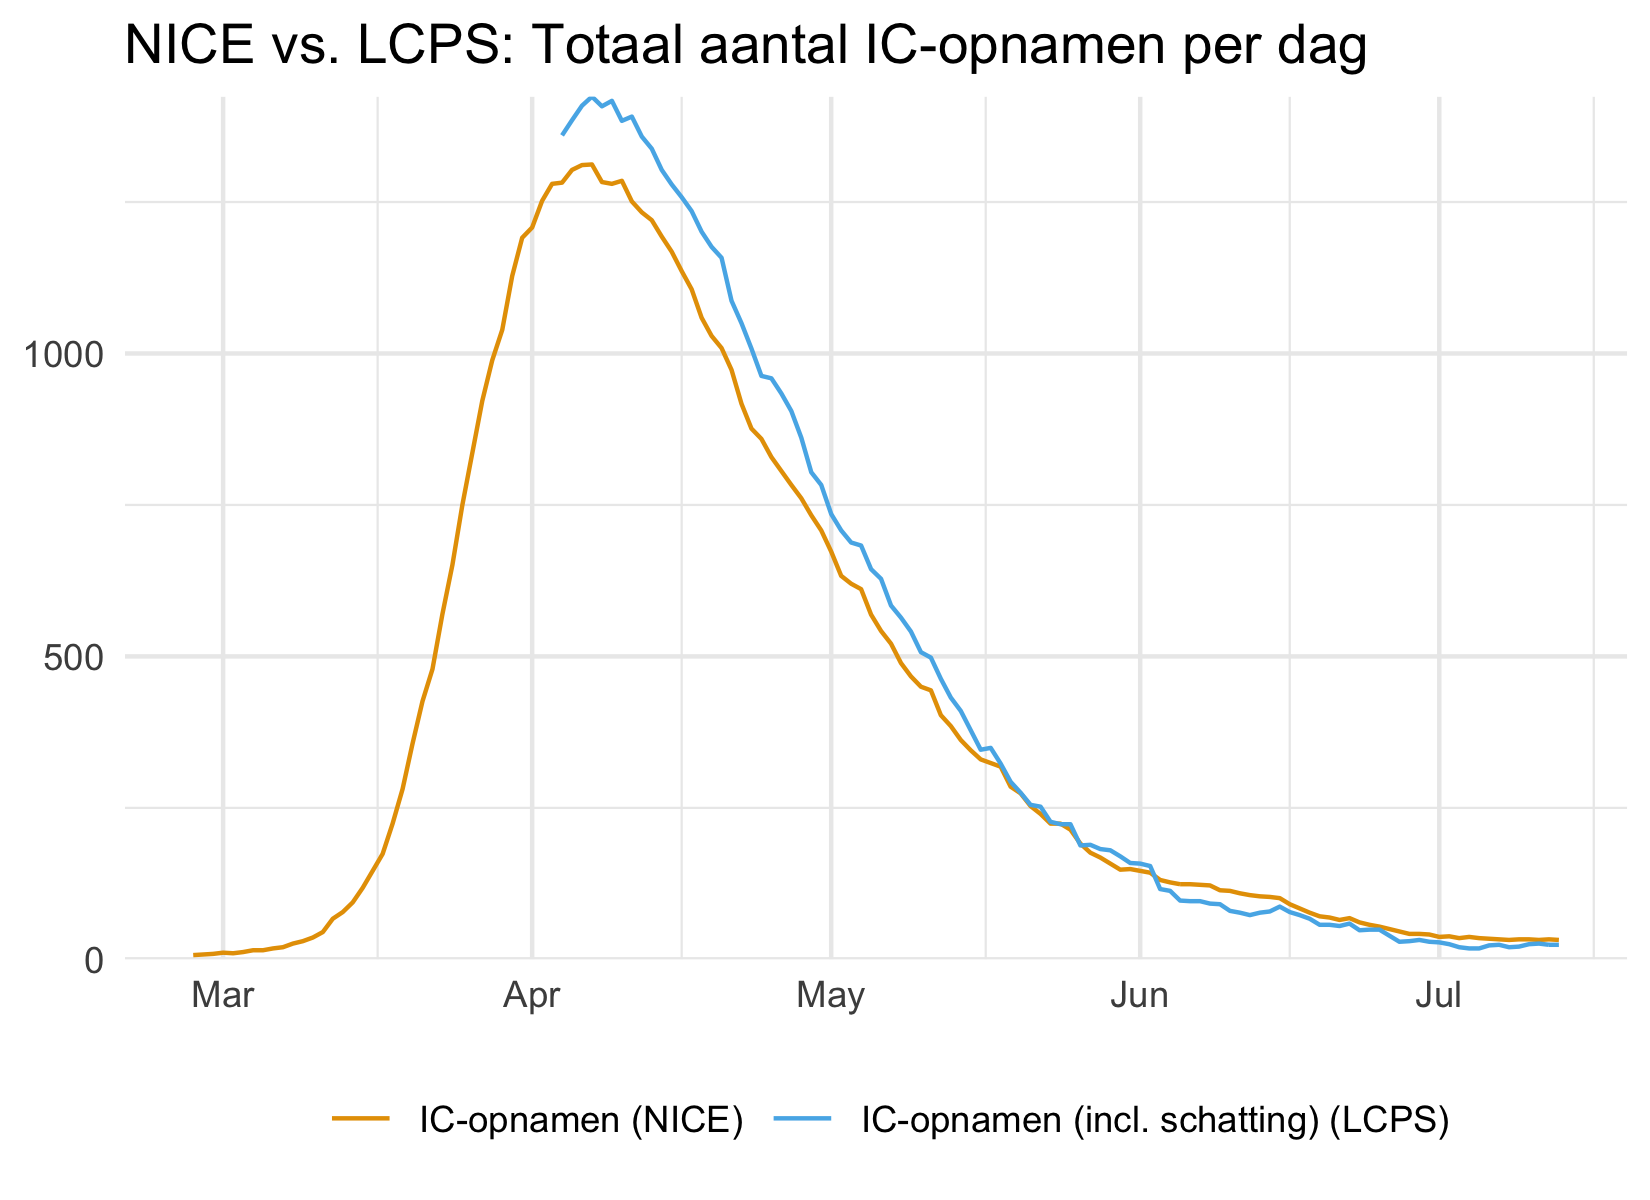 NICE vs. LCPS: Totaal aantal IC-opnamen per dag
1000
500
0
Mar Apr May Jun Jul
IC-opnamen (NICE) IC-opnamen (incl. schatting) (LCPS)